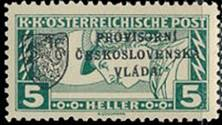 K·K·ÖSTERREICHISCHE POST
PROVISORNÍ
ČESKOSLOVENSKÁ
VLÁDA
5 HELLER 5